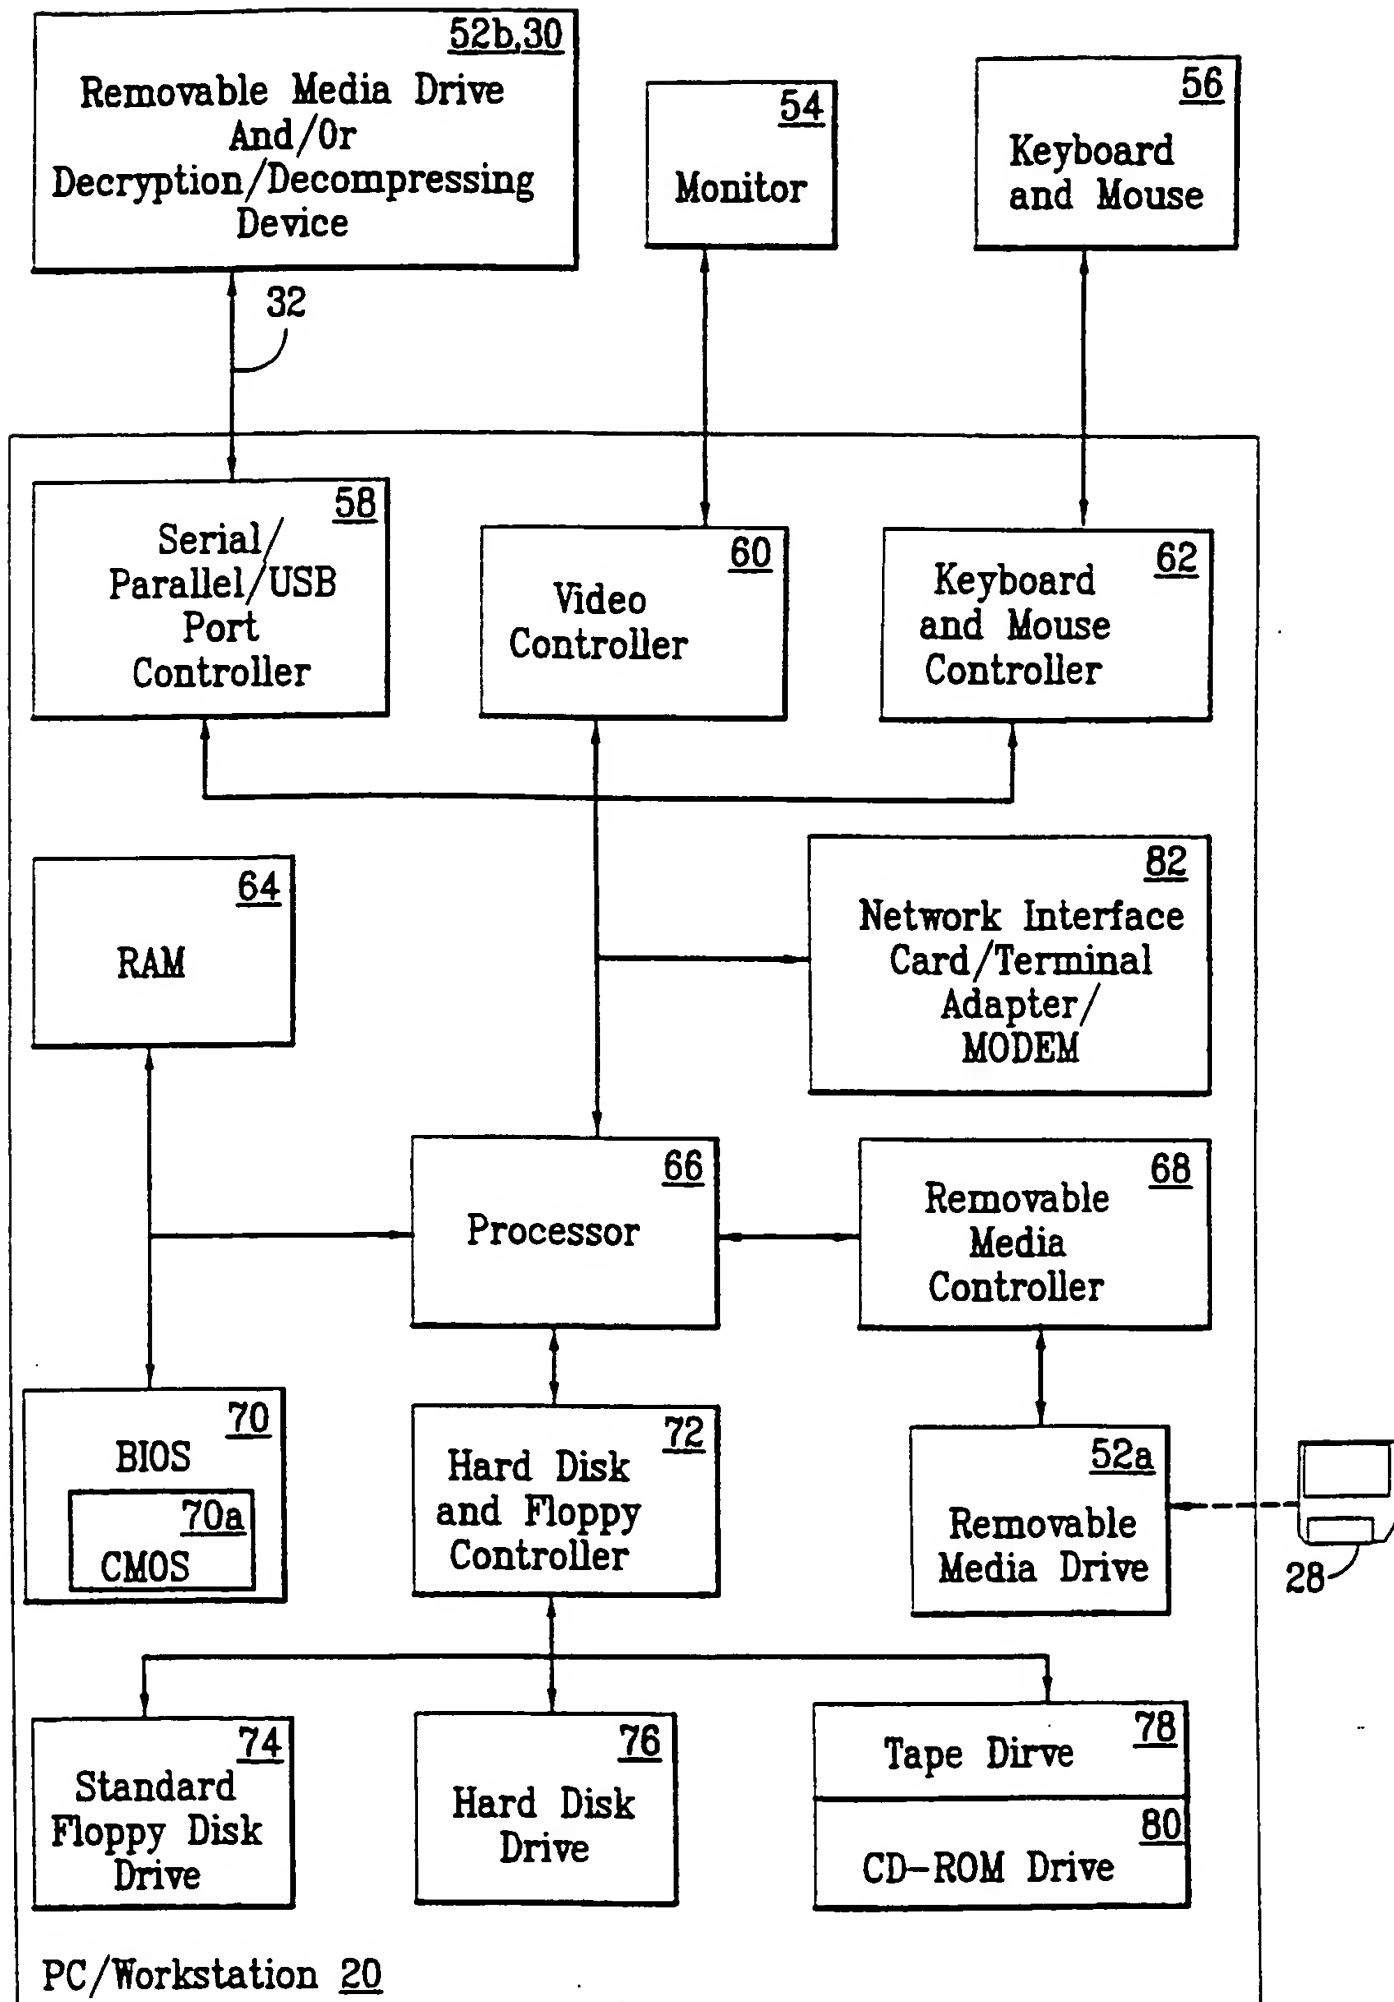 52b,30
Removable Media Drive
And/Or
Decryption/Decompressing
Device
54
Monitor
56
Keyboard
and Mouse
32
58
Serial/
Parallel/USB
Port
Controller
60
Video
Controller
62
Keyboard
and Mouse
Controller
64
RAM
82
Network Interface
Card/Terminal
Adapter/
MODEM
66
Processor
68
Removable
Media
Controller
70
BIOS
70a
CMOS
72
Hard Disk
and Floppy
Controller
52a
Removable
Media Drive
28
74
Standard
Floppy Disk
Drive
76
Hard Disk
Drive
78
Tape Dirve
80
CD-ROM Drive
PC/Workstation 20